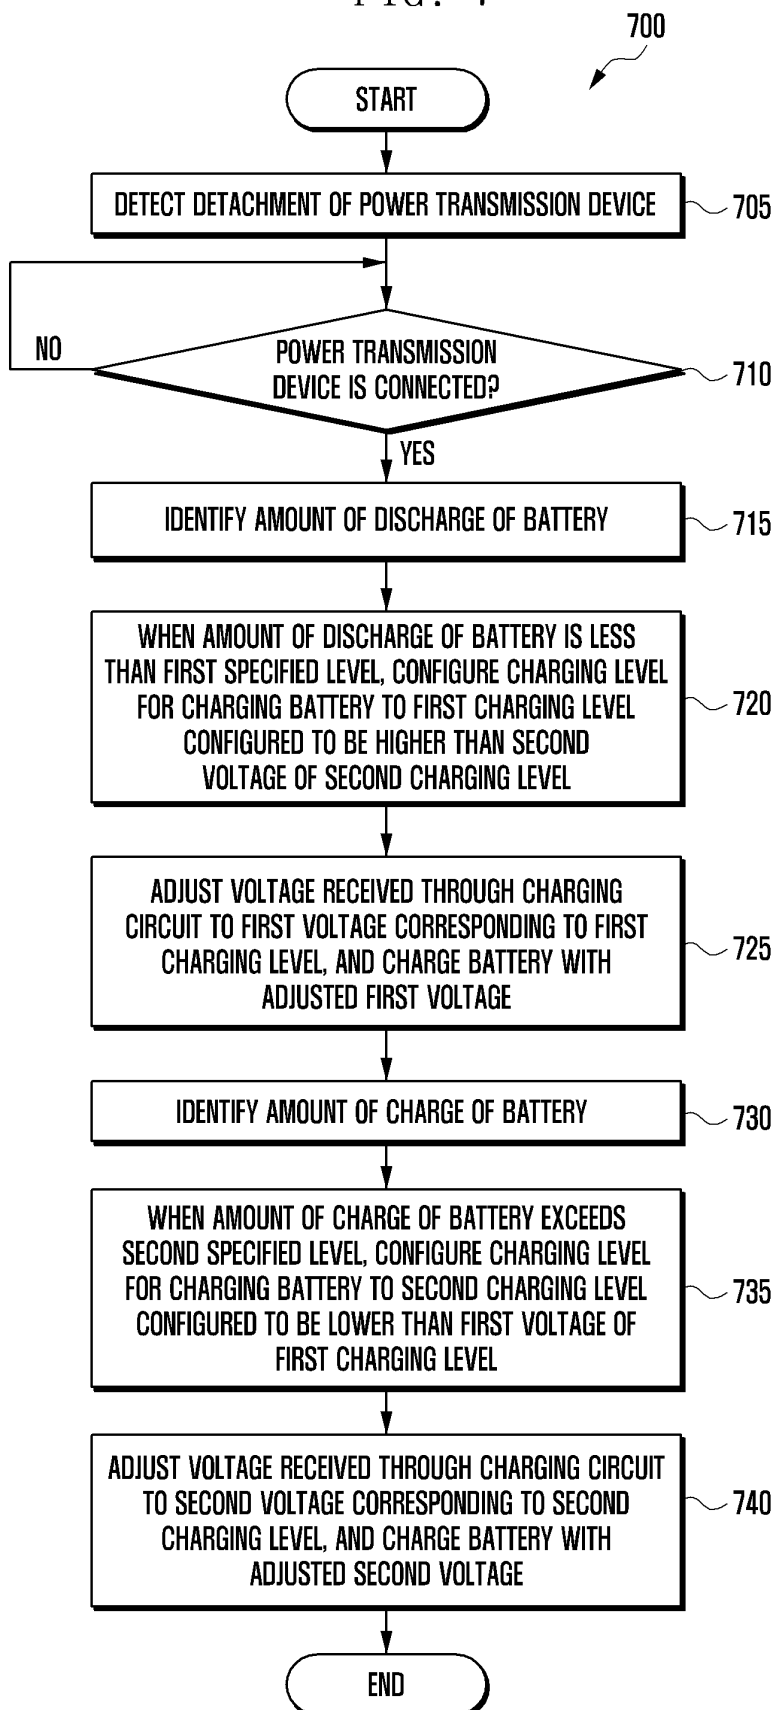 700
START
DETECT DETACHMENT OF POWER TRANSMISSION DEVICE
705
NO
POWER TRANSMISSION
DEVICE IS CONNECTED?
710
YES
IDENTIFY AMOUNT OF DISCHARGE OF BATTERY
715
WHEN AMOUNT OF DISCHARGE OF BATTERY IS LESS
THAN FIRST SPECIFIED LEVEL, CONFIGURE CHARGING LEVEL
FOR CHARGING BATTERY TO FIRST CHARGING LEVEL
CONFIGURED TO BE HIGHER THAN SECOND
VOLTAGE OF SECOND CHARGING LEVEL
720
ADJUST VOLTAGE RECEIVED THROUGH CHARGING
CIRCUIT TO FIRST VOLTAGE CORRESPONDING TO FIRST
CHARGING LEVEL, AND CHARGE BATTERY WITH
ADJUSTED FIRST VOLTAGE
725
IDENTIFY AMOUNT OF CHARGE OF BATTERY
730
WHEN AMOUNT OF CHARGE OF BATTERY EXCEEDS
SECOND SPECIFIED LEVEL, CONFIGURE CHARGING LEVEL
FOR CHARGING BATTERY TO SECOND CHARGING LEVEL
CONFIGURED TO BE LOWER THAN FIRST VOLTAGE OF
FIRST CHARGING LEVEL
735
ADJUST VOLTAGE RECEIVED THROUGH CHARGING CIRCUIT
TO SECOND VOLTAGE CORRESPONDING TO SECOND
CHARGING LEVEL, AND CHARGE BATTERY WITH
ADJUSTED SECOND VOLTAGE
740
END